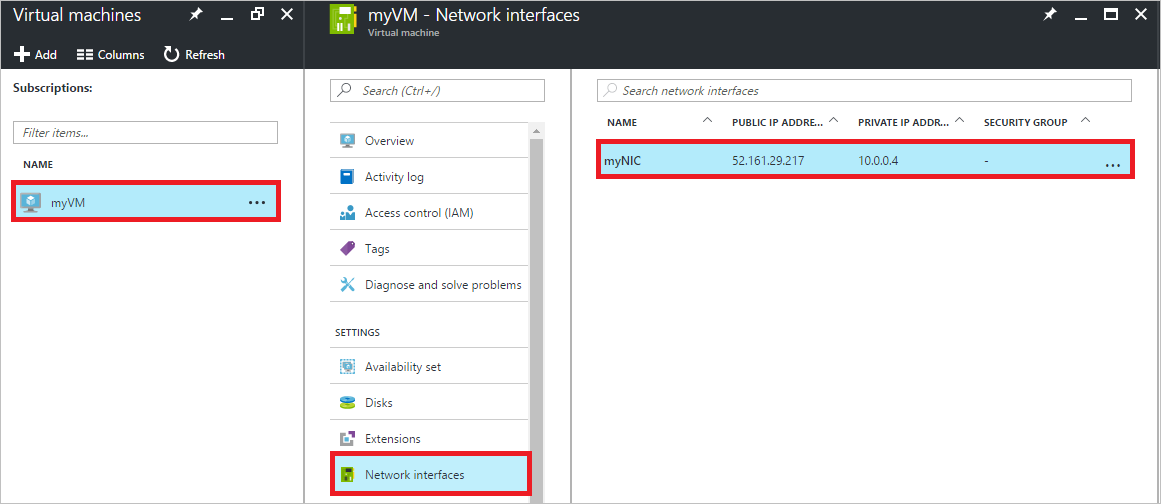 Virtual machines
Add Columns Refresh
Subscriptions:
Filter items...
NAME
myVM ...
myVM - Network interfaces
Virtual machine
Search (Ctrl+/)
Overview
Activity log
Access control (IAM)
Tags
Diagnose and solve problems
SETTINGS
Availability set
Disks
Extensions
Network interfaces
Search network interfaces
NAME PUBLIC IP ADDRE... PRIVATE IP ADDR... SECURITY GROUP
myNIC 52.161.29.217 10.0.0.4 - ...